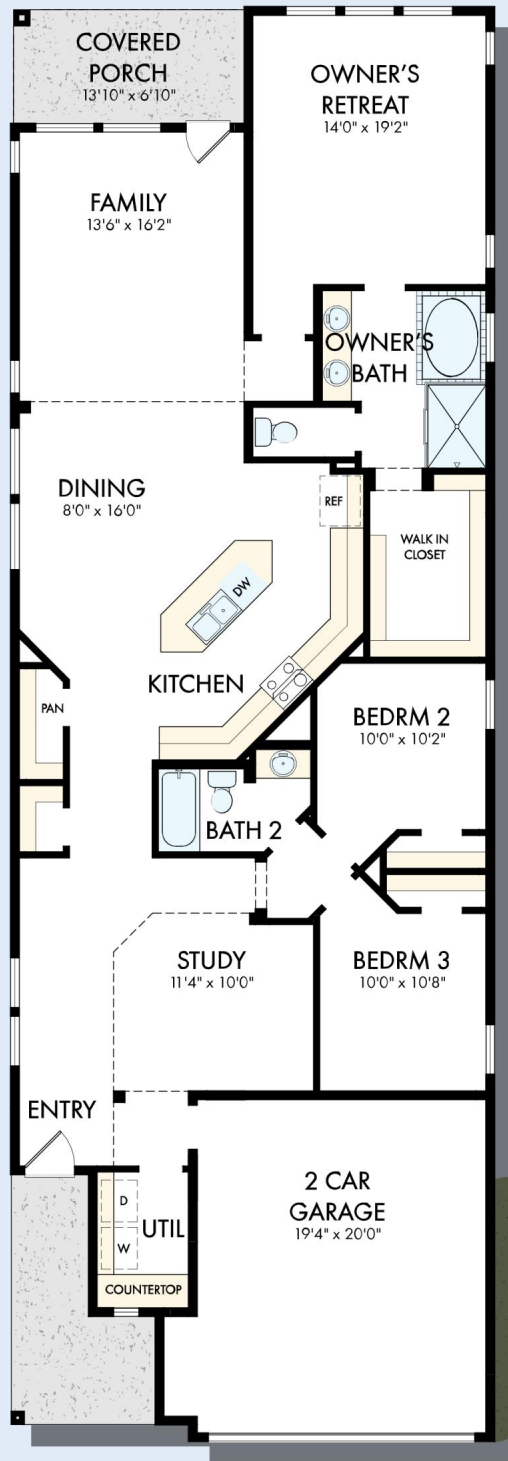 COVERED
PORCH
13'10" x 6'10"
OWNER'S
RETREAT
14'0" x 19'2"
FAMILY
13'6" x 16'2"
OWNER'S
BATH
DINING
8'0" x 16'0"
REF
WALK IN
CLOSET
DW
KITCHEN
PAN
BEDRM 2
10'0" x 10'2"
BATH 2
STUDY
11'4" x 10'0"
BEDRM 3
10'0" x 10'8"
ENTRY
D
W
UTIL
COUNTERTOP
2 CAR
GARAGE
19'4" x 20'0"